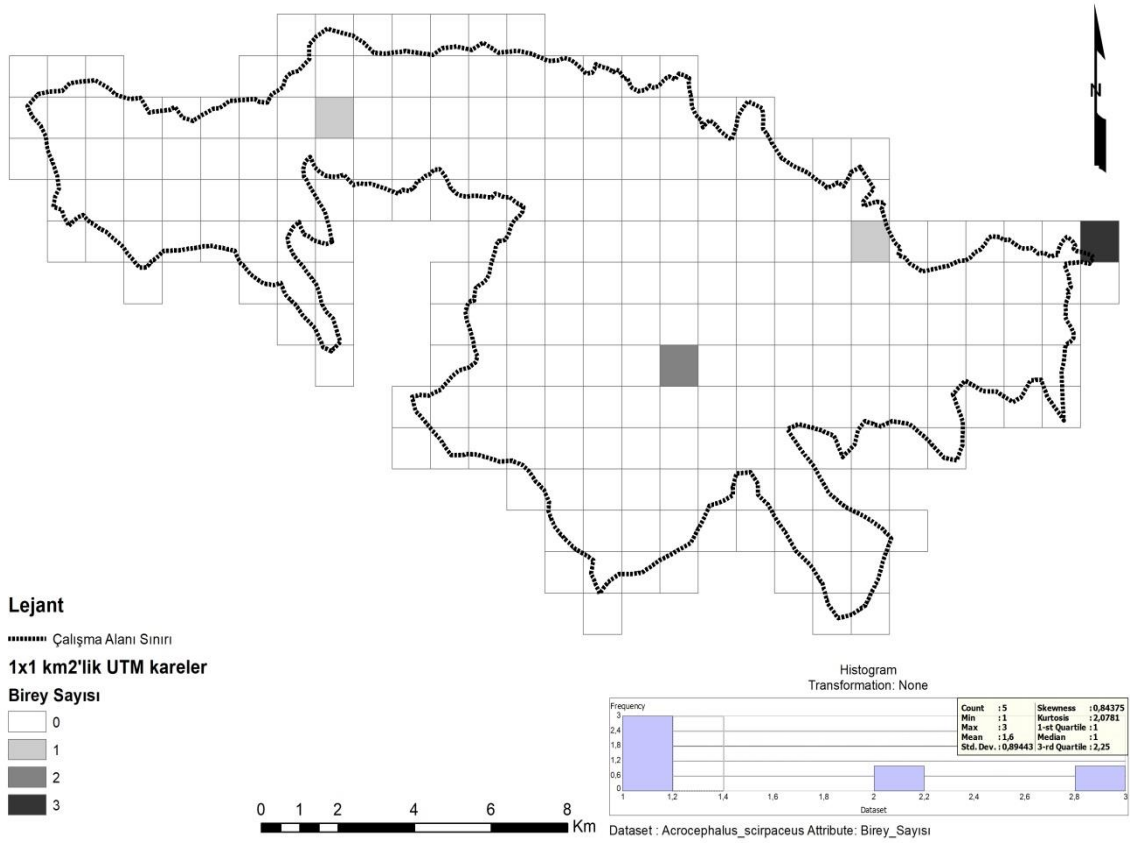 N
Lejant
Çalışma Alanı Sınırı
1x1 km2'lik UTM kareler
Birey Sayısı
0
1
2
3
0 1 2 4 6 8
Km
Histogram
Transformation: None
Frequency
3
2,4
1,8
1,2
0,6
0
1 1,2 1,4 1,6 1,8 2 2,2 2,4 2,6 2,8 3
Dataset
Count : 5 Skewness : 0,84375
Min : 1 Kurtosis : 2,0781
Max : 3 1-st Quartile : 1
Mean : 1,6 Median : 1
Std. Dev. : 0,89443 3-rd Quartile : 2,25
Dataset : Acrocephalus_scirpaceus Attribute: Birey_Sayısı